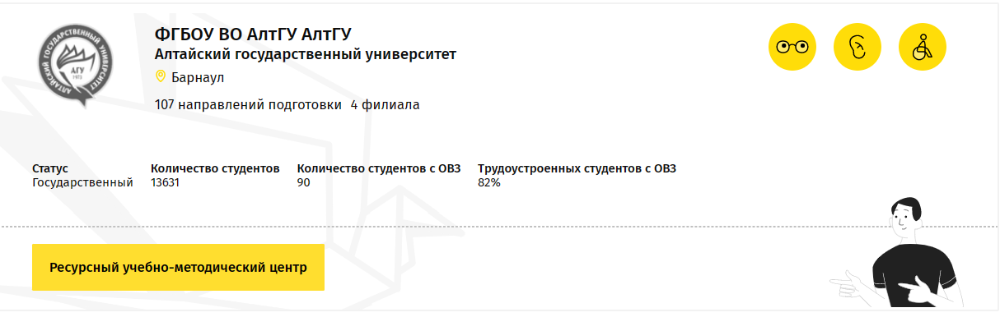 ФГБОУ ВО АлтГУ АлтГУ
Алтайский государственный университет
Барнаул
107 направлений подготовки 4 филиала
АЛТАЙСКИЙ ГОСУДАРСТВЕННЫЙ УНИВЕРСИТЕТ
АГУ
1973
Статус
Государственный
Количество студентов
13631
Количество студентов с ОВЗ
90
Трудоустроенных студентов с ОВЗ
82%
Ресурсный учебно-методический центр